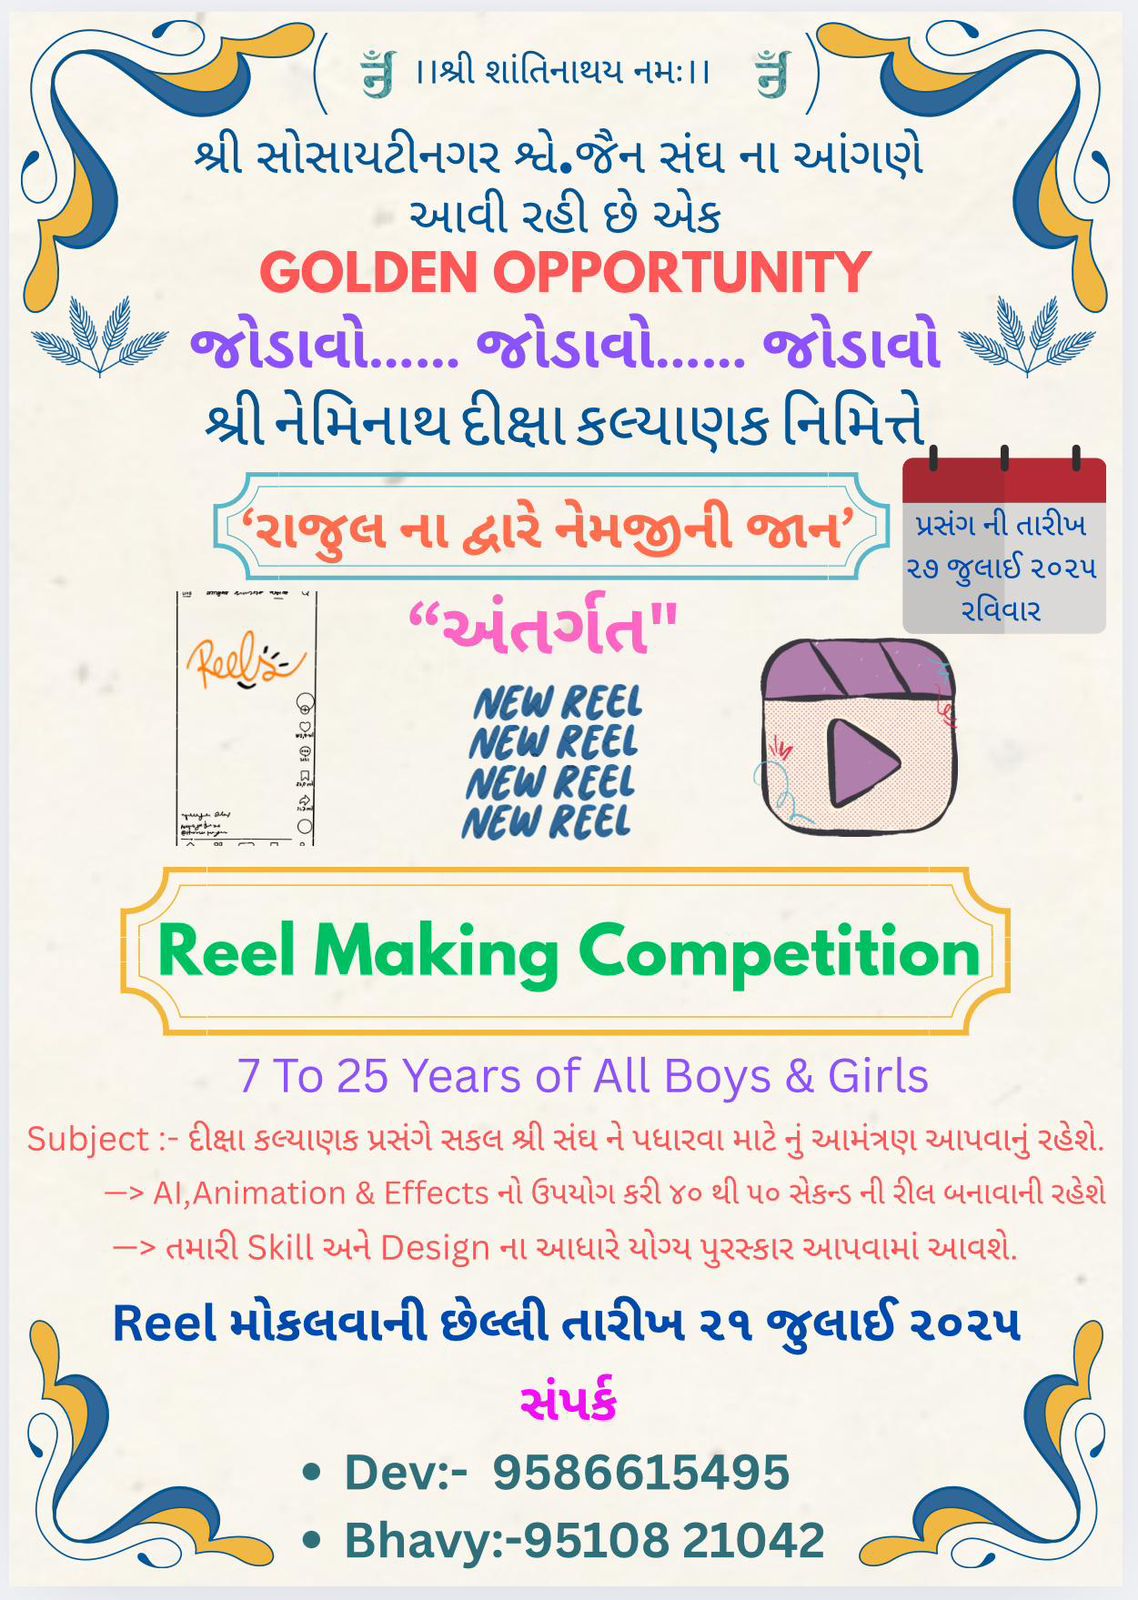 ।।શ્રી શાંતિનાથય નમઃ।।
શ્રી સોસાયટીનગર શ્વે.જૈન સંઘ ના આંગણે
આવી રહી છે એક
GOLDEN OPPORTUNITY
જોડાવો...... જોડાવો...... જોડાવો
શ્રી નેમિનાથ દીક્ષા કલ્યાણક નિમિત્તે
‘રાજુલ ના દ્વારે નેમજીની જાન’
પ્રસંગ ની તારીખ
૨૭ જુલાઈ ૨૦૨૫
રવિવાર
“અંતર્ગત"
Reels
NEW REEL
NEW REEL
NEW REEL
NEW REEL
Reel Making Competition
7 To 25 Years of All Boys & Girls
Subject :- દીક્ષા કલ્યાણક પ્રસંગે સકલ શ્રી સંઘ ને પધારવા માટે નું આમંત્રણ આપવાનું રહેશે.
—> AI,Animation & Effects નો ઉપયોગ કરી ૪૦ થી ૫૦ સેકન્ડ ની રીલ બનાવાની રહેશે
—> તમારી Skill અને Design ના આધારે યોગ્ય પુરસ્કાર આપવામાં આવશે.
Reel મોકલવાની છેલ્લી તારીખ ૨૧ જુલાઈ ૨૦૨૫
સંપર્ક
• Dev:- 9586615495
• Bhavy:-95108 21042